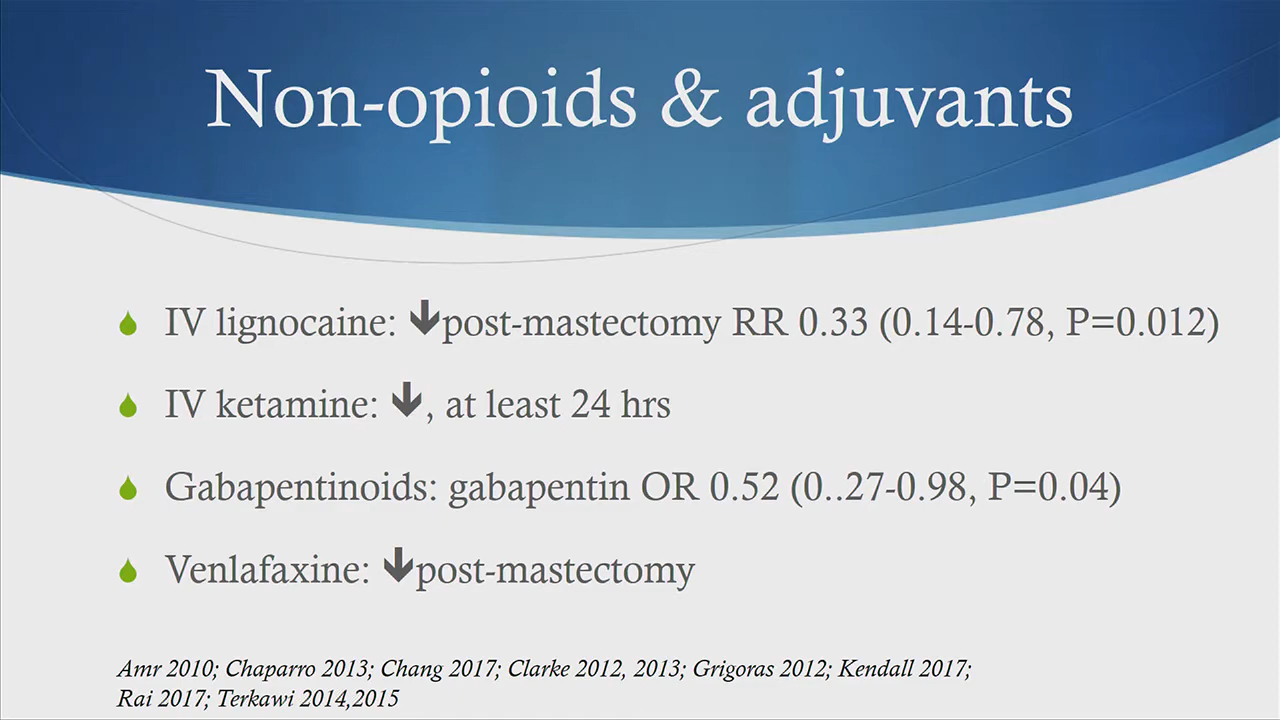 Non-opioids & adjuvants
IV lignocaine: 🡇post-mastectomy RR 0.33 (0.14-0.78, P=0.012)
IV ketamine: 🡇, at least 24 hrs
Gabapentinoids: gabapentin OR 0.52 (0..27-0.98, P=0.04)
Venlafaxine: 🡇post-mastectomy
Amr 2010; Chaparro 2013; Chang 2017; Clarke 2012, 2013; Grigoras 2012; Kendall 2017;
Rai 2017; Terkawi 2014,2015